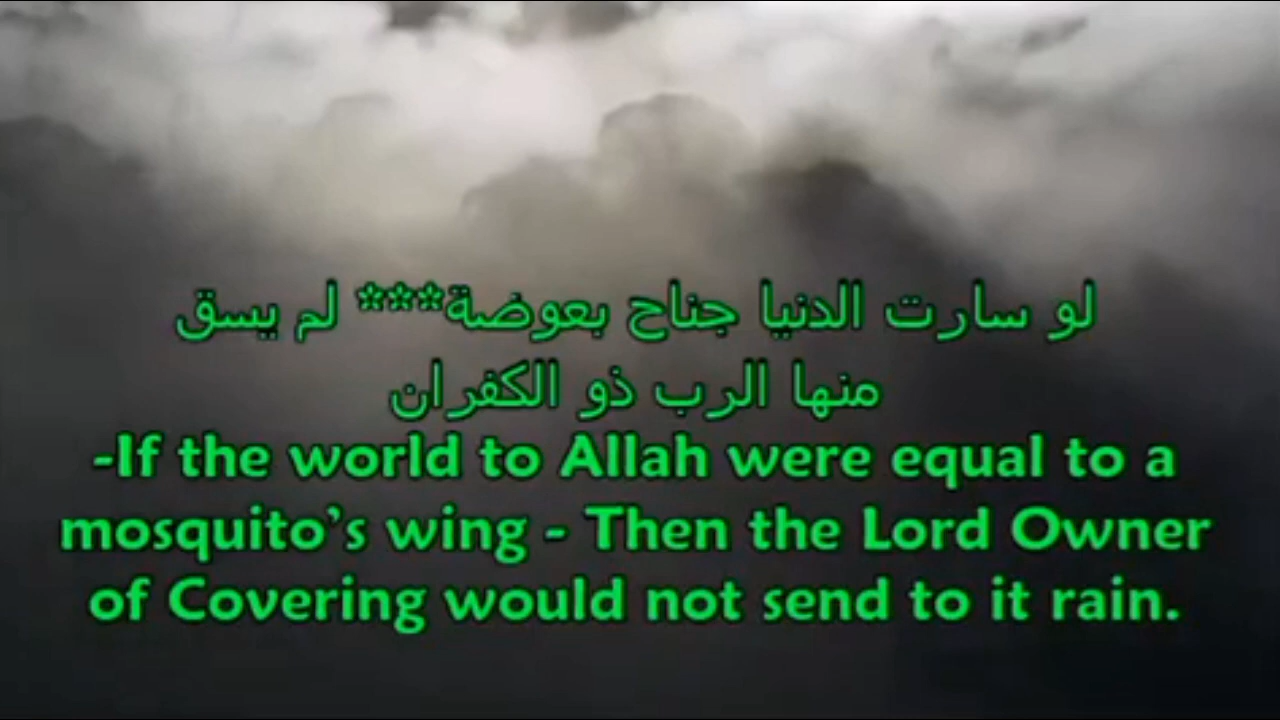 لو سارت الدنيا جناح بعوضة*** لم يسق
منها الرب ذو الكفران
-If the world to Allah were equal to a
mosquito’s wing - Then the Lord Owner
of Covering would not send to it rain.